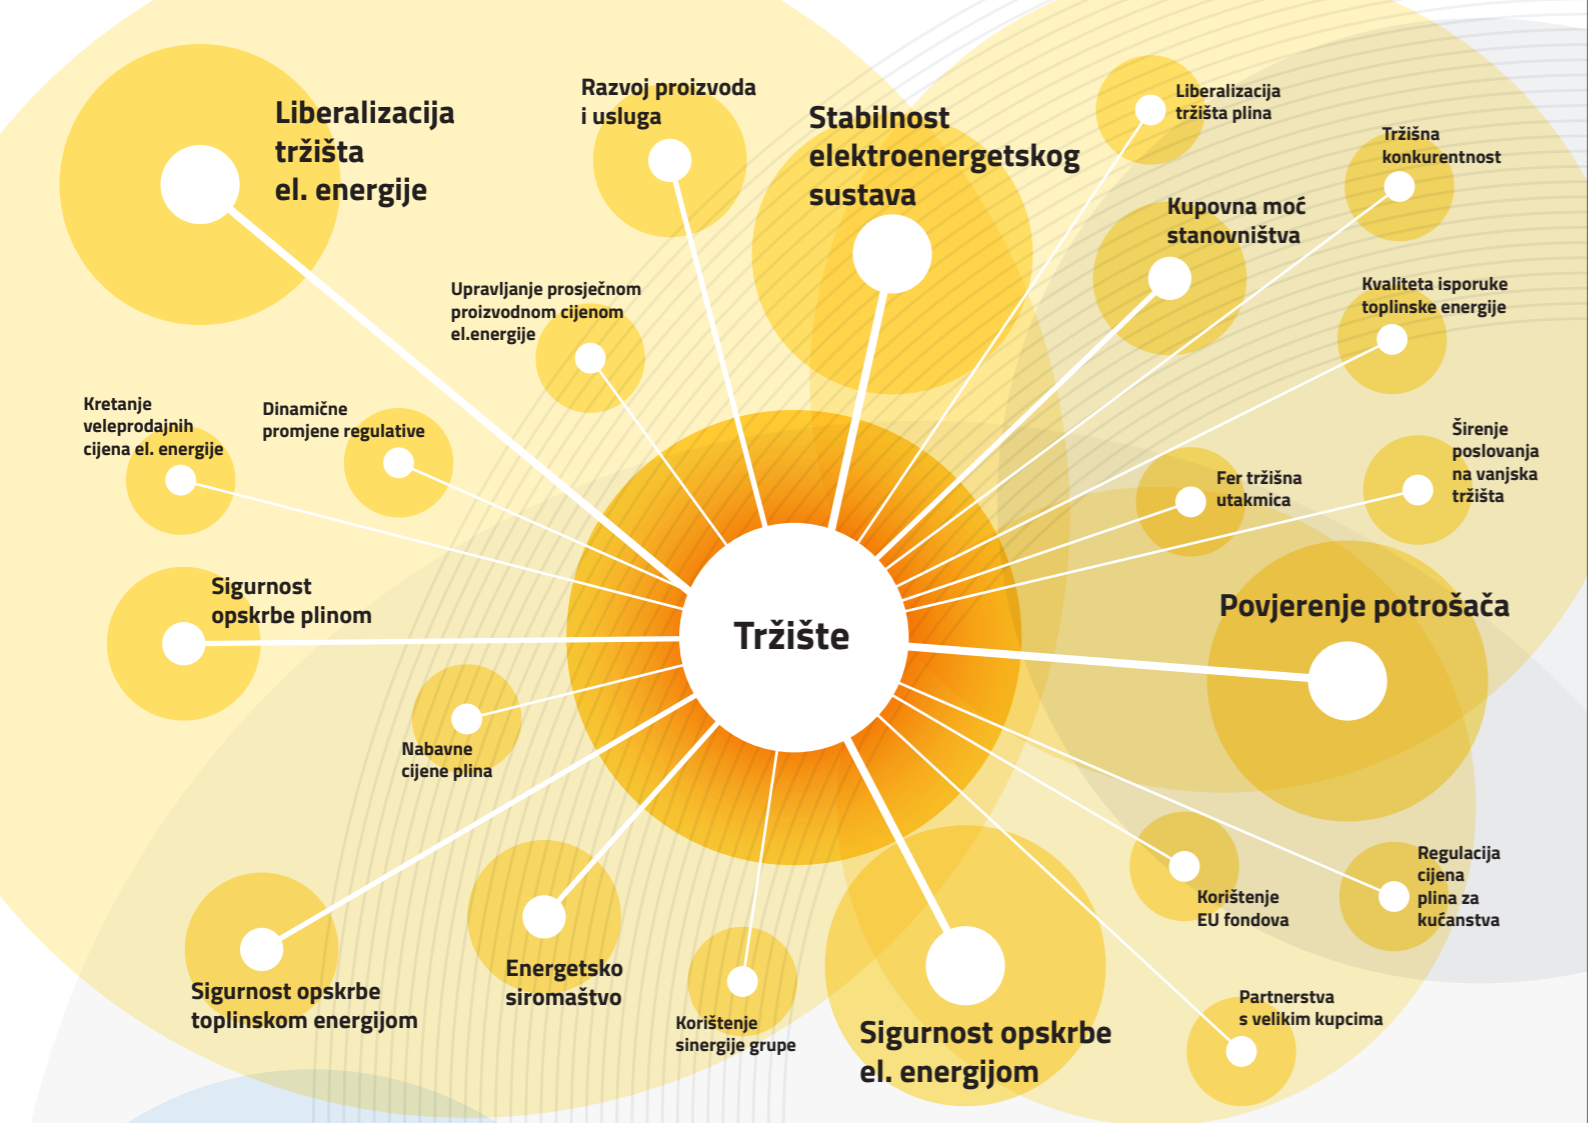 Liberalizacija
tržišta
el. energije
Razvoj proizvoda
i usluga
Stabilnost
elektroenergetskog
sustava
Liberalizacija
tržišta plina
Tržišna
konkurentnost
Kupovna moć
stanovništva
Upravljanje prosječnom
proizvodnom cijenom
el.energije
Kvaliteta isporuke
toplinske energije
Kretanje
veleprodajnih
cijena el. energije
Dinamične
promjene regulative
Fer tržišna
utakmica
Širenje
poslovanja
na vanjska
tržišta
Sigurnost
opskrbe plinom
Tržište
Povjerenje potrošača
Nabavne
cijene plina
Korištenje
EU fondova
Regulacija
cijena
plina za
kućanstva
Sigurnost opskrbe
toplinskom energijom
Energetsko
siromaštvo
Korištenje
sinergije grupe
Sigurnost opskrbe
el. energijom
Partnerstva
s velikim kupcima